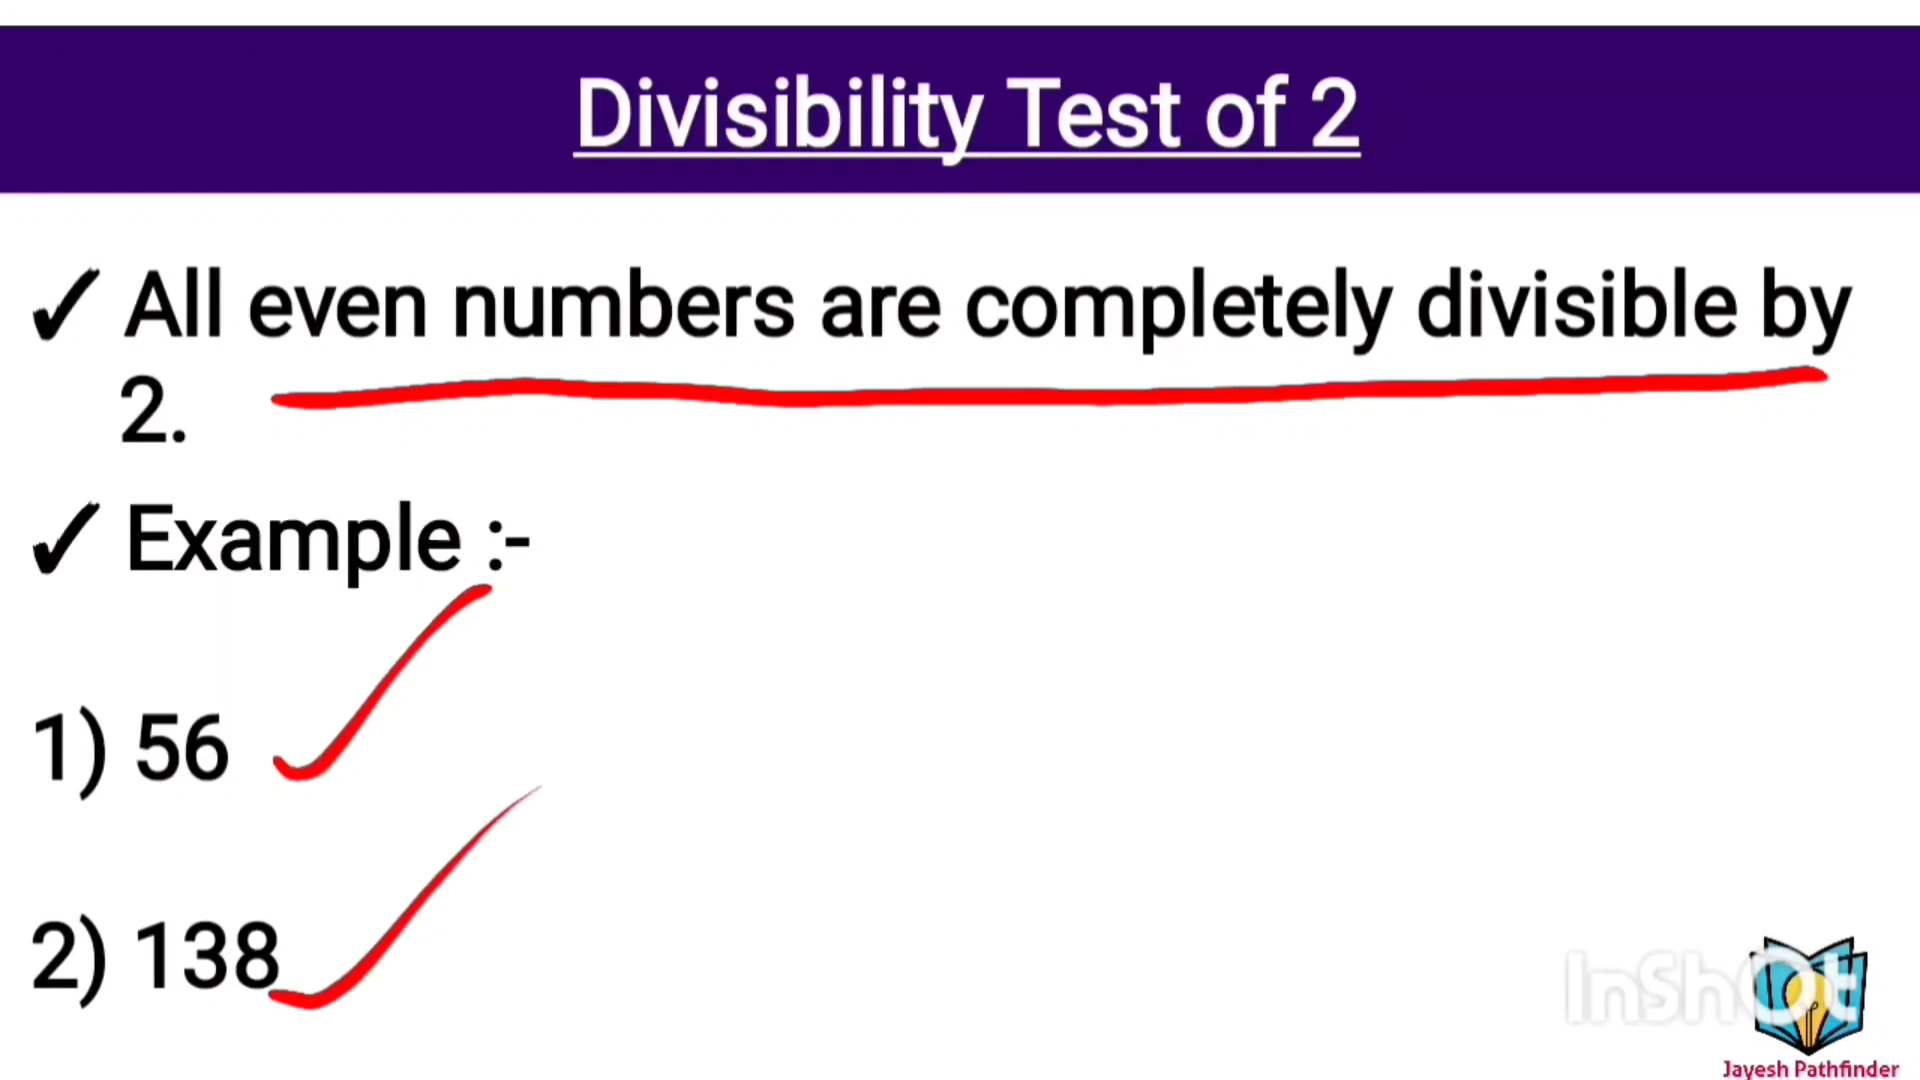 Divisibility Test of 2
✓ All even numbers are completely divisible by
2.
✓ Example :-
1) 56
2) 138
InShOt
Jayesh Pathfinder